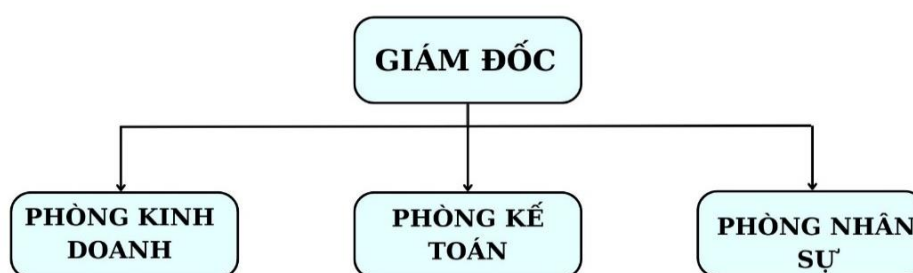 GIÁM ĐỐC
PHÒNG KINH
DOANH
PHÒNG KẾ
TOÁN
PHÒNG NHÂN
SỰ